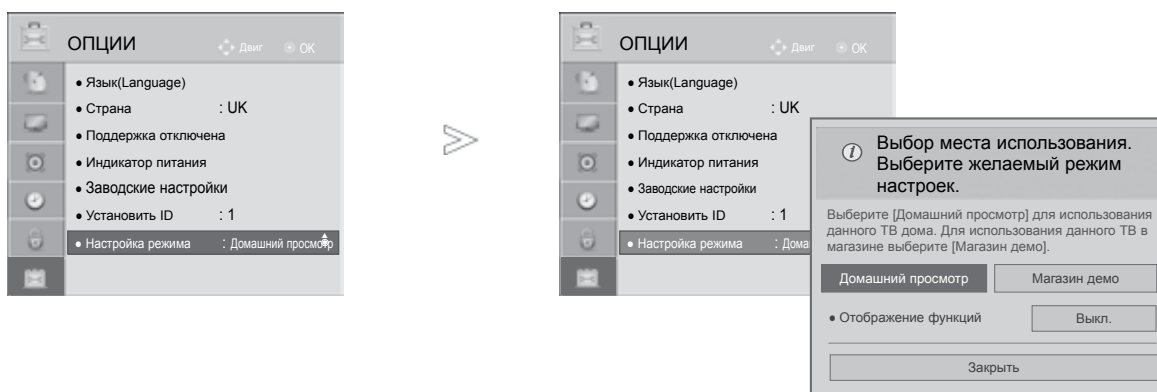 ОПЦИИ
Двиг
OK
● Язык(Language)
● Страна : UK
● Поддержка отключена
● Индикатор питания
● Заводские настройки
● Установить ID : 1
● Настройка режима : Домашний просмотр
ОПЦИИ
Двиг
OK
● Язык(Language)
● Страна : UK
● Поддержка отключена
● Индикатор питания
● Заводские настройки
● Установить ID : 1
● Настройка режима : Дома
Выбор места использования.
Выберите желаемый режим
настроек.
Выберите [Домашний просмотр] для использования
данного ТВ дома. Для использования данного ТВ в
магазине выберите [Магазин демо].
Домашний просмотр
Магазин демо
● Отображение функций
Выкл.
Закрыть